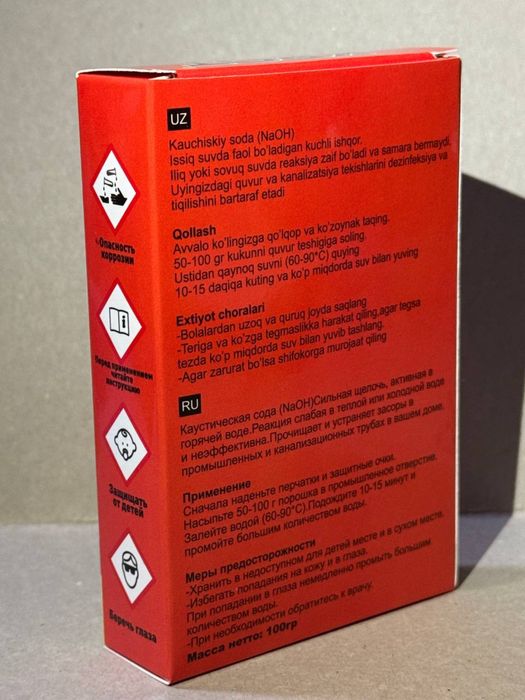 UZ
Kauchiskiy soda (NaOH)
Issiq suvda faol bo'ladigan kuchli ishqor.
Iliq yoki sovuq suvda reaksiya zaif bo'ladi va samara bermaydi.
Uyingizdagi quvur va kanalizatsiya tekishlarini dezinfeksiya va
tiqilishini bartaraf etadi
Qollash
Avvalo ko'lingizga qo'lqop va ko'zoynak taqing.
50-100 gr kukunni quvur teshigiga soling.
Ustidan qaynoq suvni (60-90°C) quying
10-15 daqiqa kuting va ko'p miqdorda suv bilan yuving
Extiyot choralari
-Bolalardan uzoq va quruq joyda saqlang
-Teriga va ko'zga tegmaslikka harakat qiling,agar tegsa
tezda ko'p miqdorda suv bilan yuvib tashlang.
-Agar zarurat bo'lsa shifokorga murojaat qiling
RU
Каустическая сода (NaOH)Сильная щелочь, активная в
горячей воде.Реакция слабая в теплой или холодной воде
и неэффективна.Прочищает и устраняет засоры в
промышленных и канализационных трубах в вашем доме.
Применение
Сначала наденьте перчатки и защитные очки.
Насыпьте 50-100 г порошка в промышленное отверстие.
Залейте водой (60-90°C).Подождите 10-15 минут и
промойте большим количеством воды.
Меры предосторожности
-Хранить в недоступном для детей месте и в сухом месте.
-Избегать попадания на кожу и в глаза.
При попадании в глаза немедленно промыть большим
количеством воды.
-При необходимости обратитесь к врачу.
Масса нетто: 100гр
Опасность
коррозии
Перед применением
читайте
инструкцию
Защищать
от детей
Беречь глаза